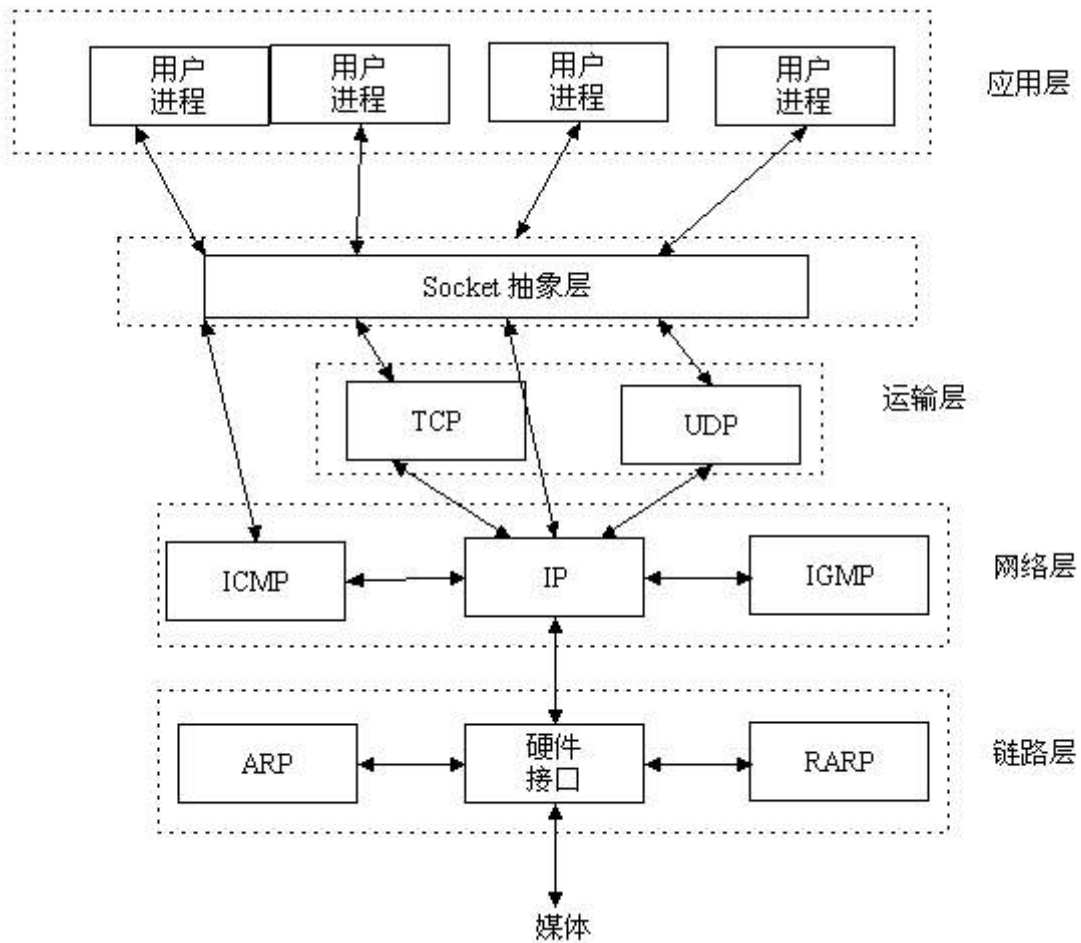 用户
进程
用户
进程
用户
进程
用户
进程
应用层
Socket 抽象层
TCP
UDP
运输层
ICMP
IP
IGMP
网络层
ARP
硬件
接口
RARP
链路层
媒体